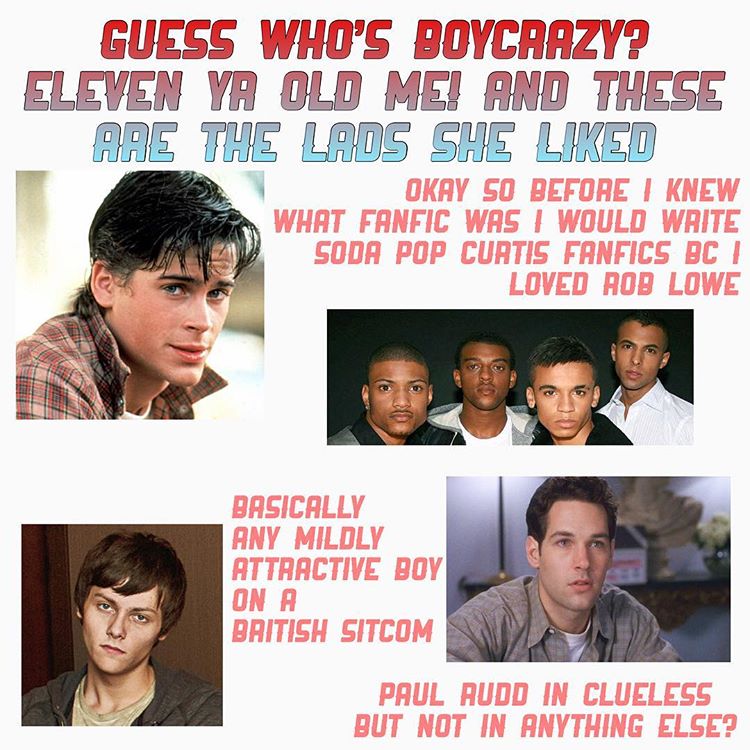 GUESS WHO'S BOYCRAZY?
ELEVEN YR OLD ME! AND THESE
ARE THE LADS SHE LIKED
OKAY SO BEFORE I KNEW
WHAT FANFIC WAS I WOULD WRITE
SODA POP CURTIS FANFICS BC I
LOVED ROB LOWE
BASICALLY
ANY MILDLY
ATTRACTIVE BOY
ON A
BRITISH SITCOM
PAUL RUDD IN CLUELESS
BUT NOT IN ANYTHING ELSE?